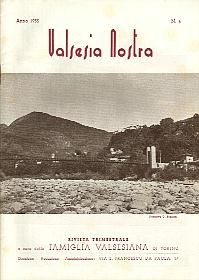 Anno 1955 N. 4
Valsesia Nostra
RIVISTA TRIMESTRALE
a cura della FAMIGLIA VALSESIANA DI TORINO
Direzione Redazione Amministrazione: VIA S. FRANCESCO DA PAOLA,